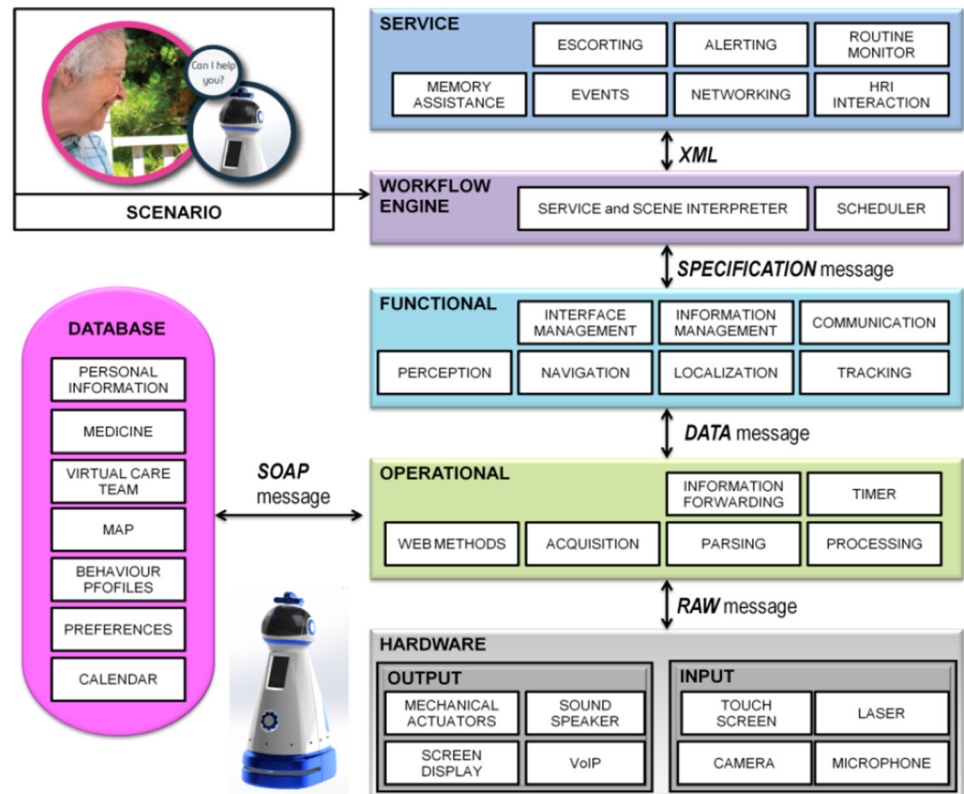 Can I help
you?
SCENARIO
SERVICE
ESCORTING
ALERTING
ROUTINE
MONITOR
MEMORY
ASSISTANCE
EVENTS
NETWORKING
HRI
INTERACTION
XML
WORKFLOW
ENGINE
SERVICE and SCENE INTERPRETER
SCHEDULER
SPECIFICATION message
FUNCTIONAL
INTERFACE
MANAGEMENT
INFORMATION
MANAGEMENT
COMMUNICATION
PERCEPTION
NAVIGATION
LOCALIZATION
TRACKING
DATA message
DATABASE
PERSONAL
INFORMATION
MEDICINE
VIRTUAL CARE
TEAM
MAP
BEHAVIOUR
PFOFILES
PREFERENCES
CALENDAR
SOAP
message
OPERATIONAL
INFORMATION
FORWARDING
TIMER
WEB METHODS
ACQUISITION
PARSING
PROCESSING
RAW message
HARDWARE
OUTPUT
MECHANICAL
ACTUATORS
SOUND
SPEAKER
SCREEN
DISPLAY
VoIP
INPUT
TOUCH
SCREEN
LASER
CAMERA
MICROPHONE